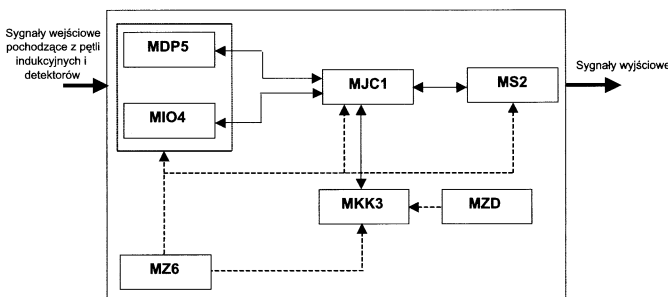 Sygnały wejściowe
pochodzące z pętli
indukcyjnych i
detektorów
MDP5
MIO4
MJC1
MS2
Sygnały wyjściowe
MKK3
MZD
MZ6